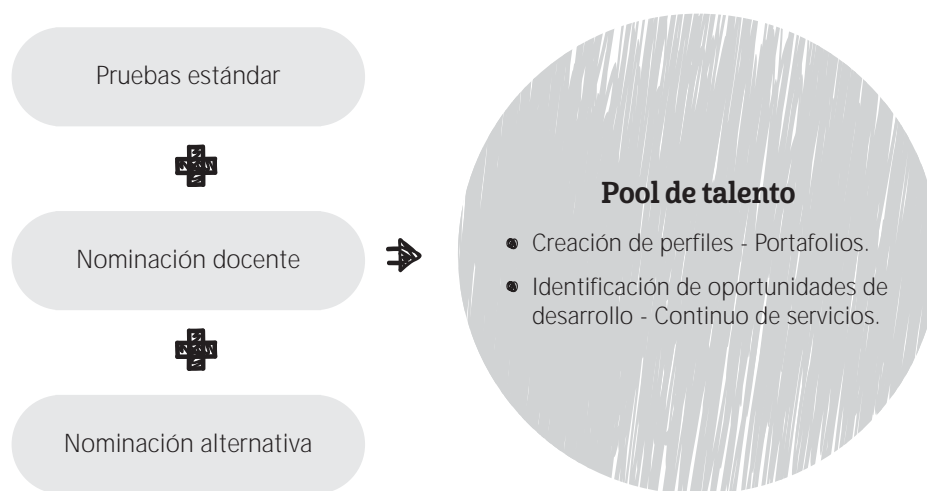 Pruebas estándar
Nominación docente
Nominación alternativa
Pool de talento
Creación de perfiles - Portafolios.
Identificación de oportunidades de
desarrollo - Continuo de servicios.